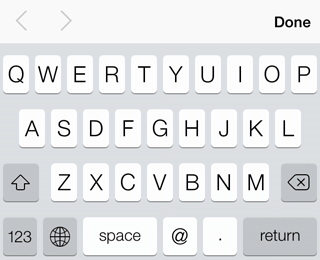 Done
Q W E R T Y U I O P
A S D F G H J K L
Z X C V B N M
123 space @ . return